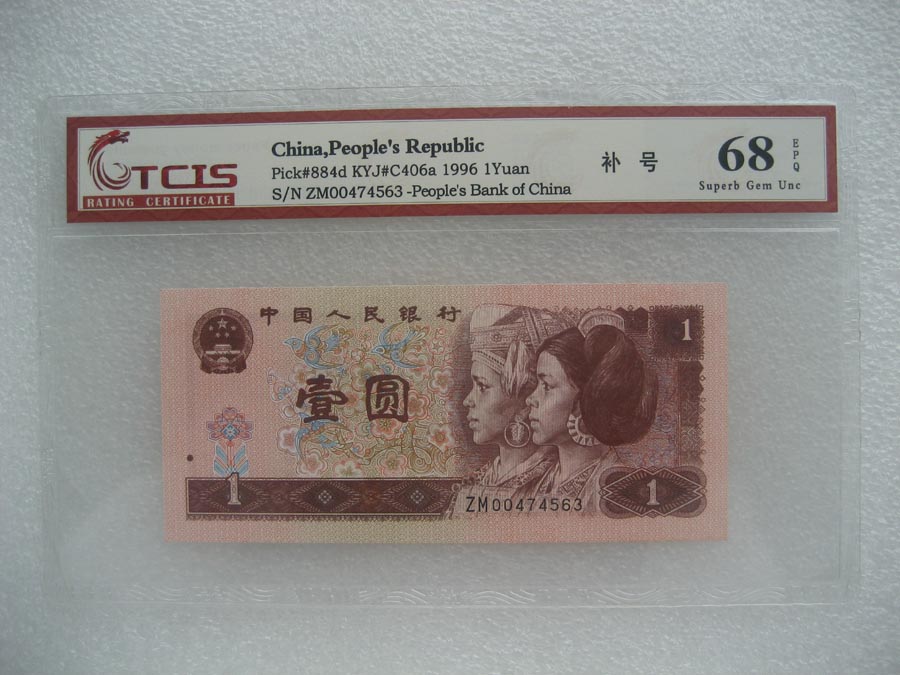 TCIS
RATING CERTIFICATE
China,People's Republic
Pick#884d KYJ#C406a 1996 1Yuan
S/N ZM00474563 -People's Bank of China
补号
68
EPQ
Superb Gem Unc
中国人民银行
1
壹圆
1
ZM00474563
1